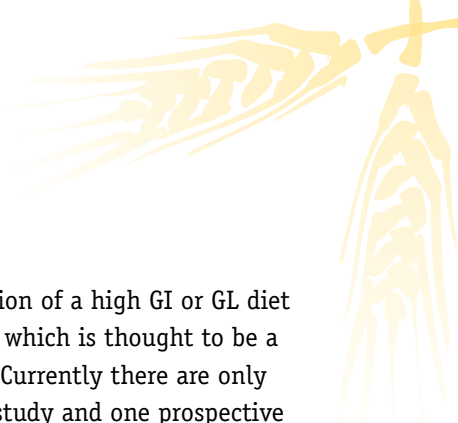 ion of a high GI or GL diet
which is thought to be a
Currently there are only
study and one prospective